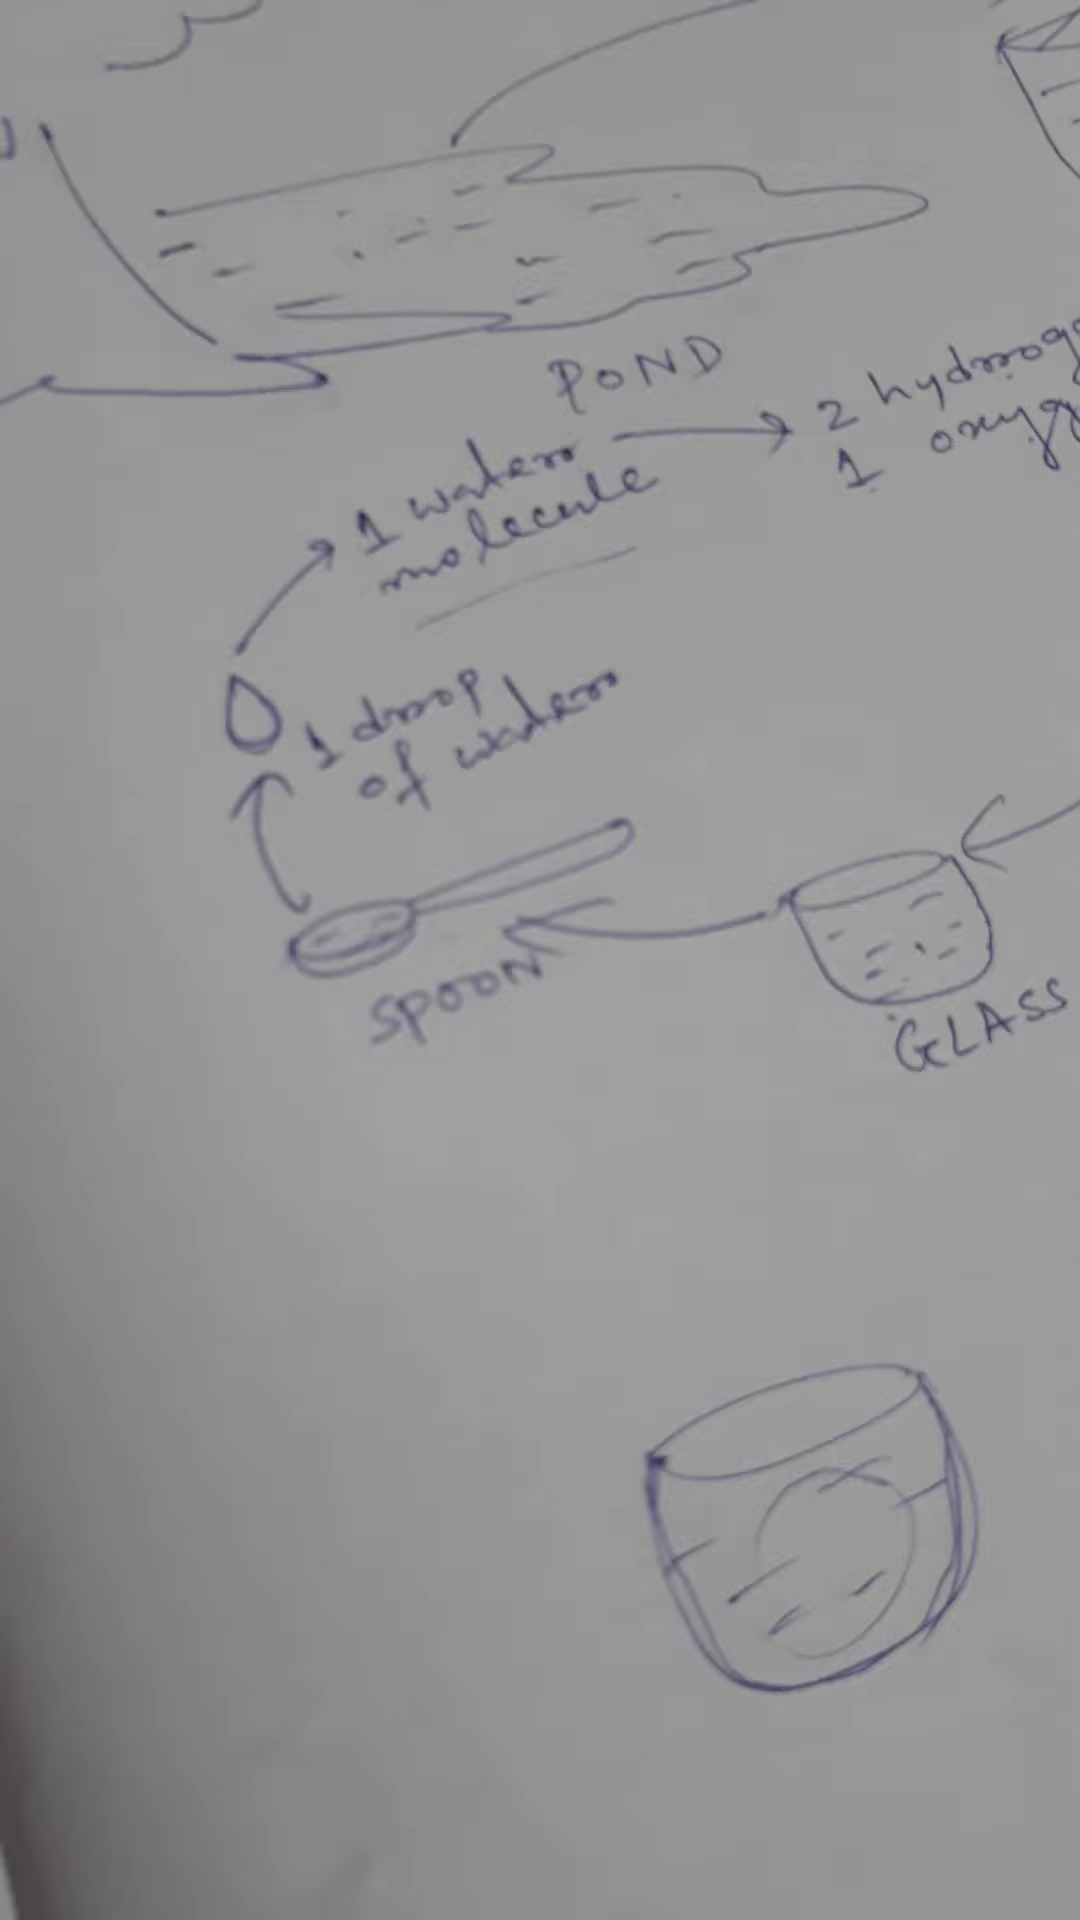 POND
1 water
molecule
2 hydrog
1 oxyg
1 drop
of water
SPOON
GLASS